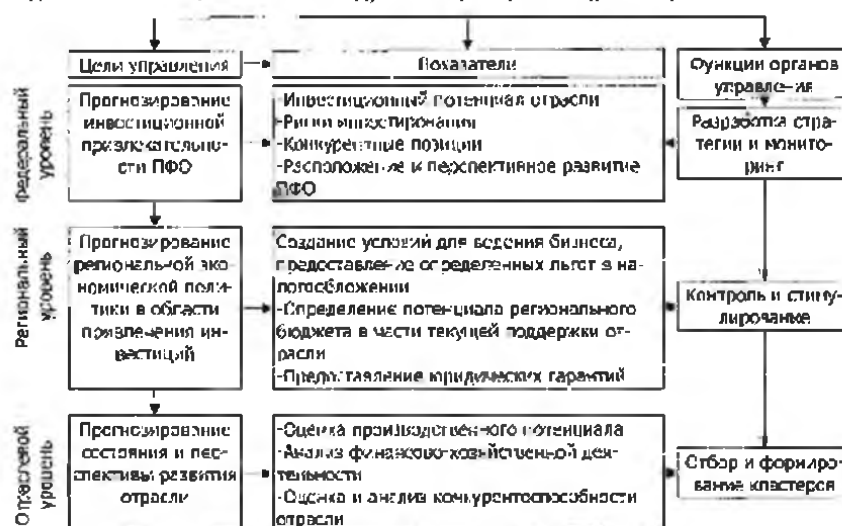 Цели управления
Показатели
Функции органов
управления
Федеральный
уровень
Прогнозирование
инвестиционной
привлекательно-
сти ПФО
-Инвестиционный потенциал отрасли
-Риски инвестирования
-Конкурентные позиции
-Расположение и перспективное развитие
ПФО
Разработка стра-
тегии и монито-
ринг
Региональный
уровень
Прогнозирование
региональной эко-
номической поли-
тики в области
привлечения ин-
вестиций
Создание условий для ведения бизнеса,
предоставление определенных льгот в на-
логообложении
-Определение потенциала регионального
бюджета в части текущей поддержки от-
расли
-Предоставление юридических гарантий
Контроль и стиму-
лирование
Отраслевой
уровень
Прогнозирование
состояния и пер-
спективы развития
отрасли
-Оценка производственного потенциала
-Анализ финансово-хозяйственной дея-
тельности
-Оценка и анализ конкурентоспособности
отрасли
Отбор и формиро-
вание кластеров